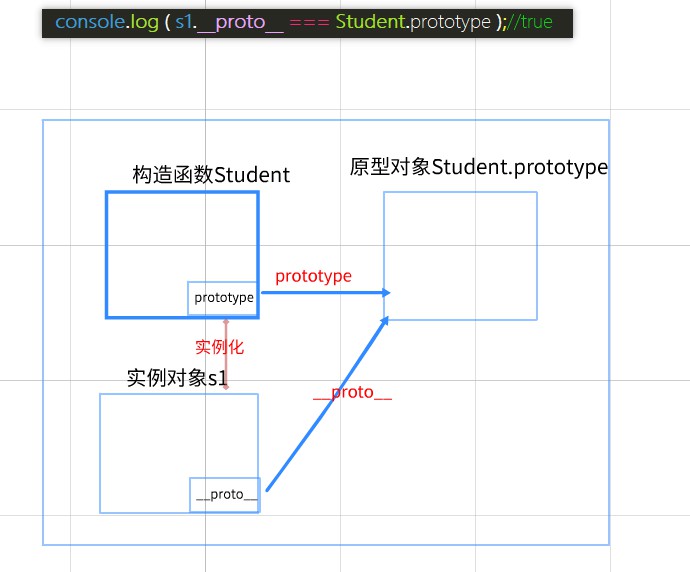 console.log ( s1.__proto__ === Student.prototype );//true
构造函数Student
原型对象Student.prototype
prototype
prototype
实例化
实例对象s1
__proto__
__proto__